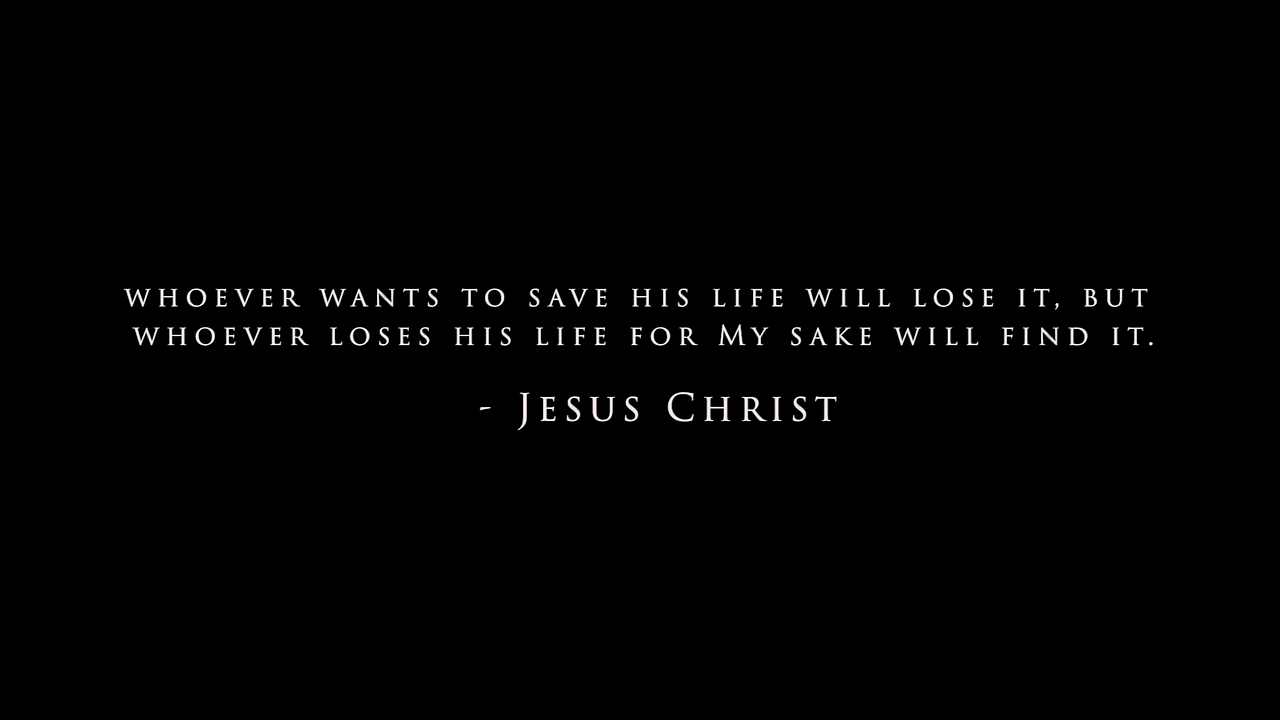 whoever wants to save his life will lose it, but
whoever loses his life for My sake will find it.
- Jesus Christ